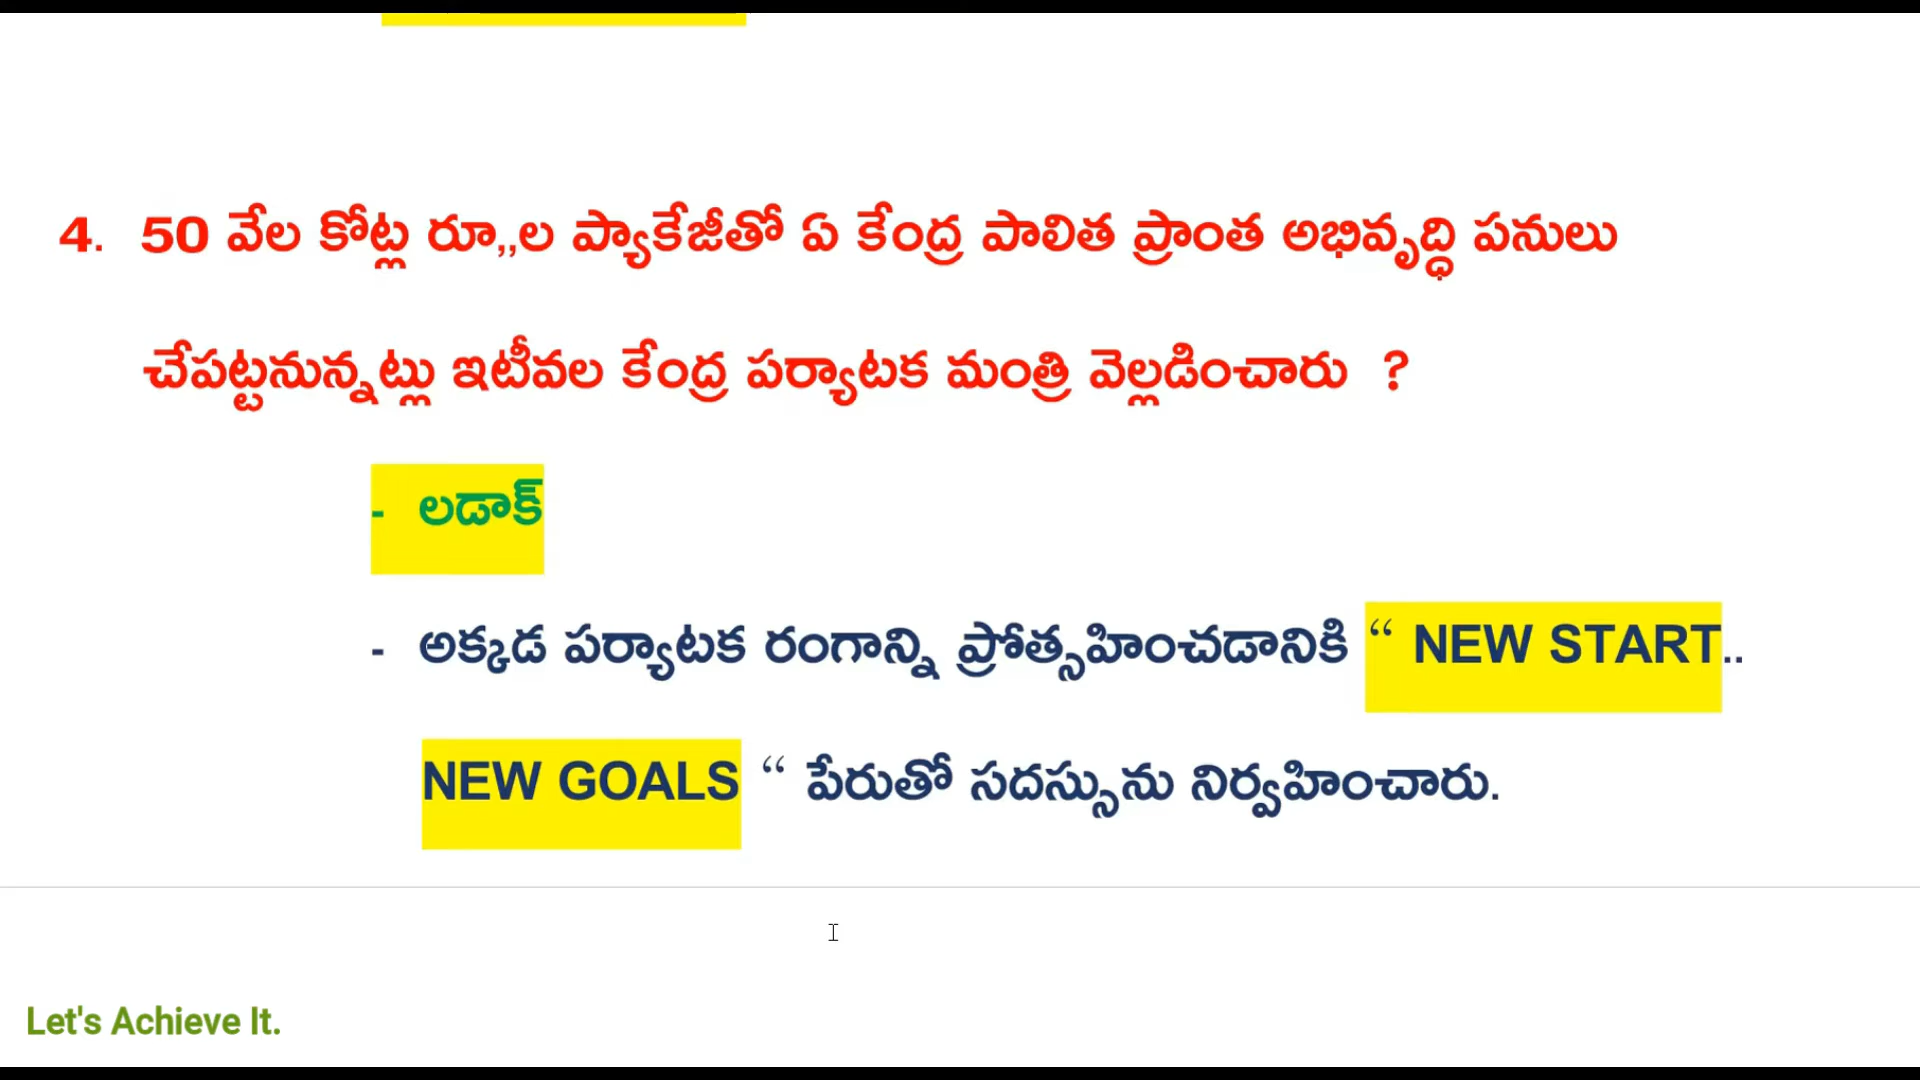 4. 50 వేల కోట్ల రూ,,ల ప్యాకేజీతో ఏ కేంద్ర పాలిత ప్రాంత అభివృద్ధి పనులు
చేపట్టనున్నట్లు ఇటీవల కేంద్ర పర్యాటక మంత్రి వెల్లడించారు ?
- లడాక్
- అక్కడ పర్యాటక రంగాన్ని ప్రోత్సహించడానికి “ NEW START..
NEW GOALS “ పేరుతో సదస్సును నిర్వహించారు.
Let's Achieve It.